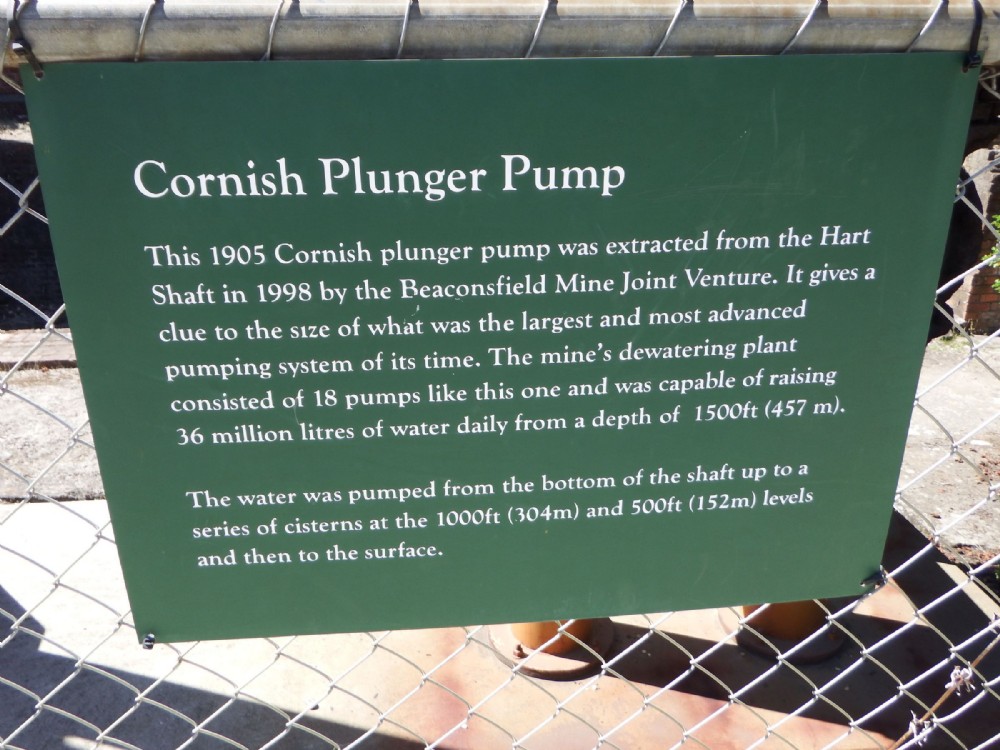 Cornish Plunger Pump
This 1905 Cornish plunger pump was extracted from the Hart
Shaft in 1998 by the Beaconsfield Mine Joint Venture. It gives a
clue to the size of what was the largest and most advanced
pumping system of its time. The mine's dewatering plant
consisted of 18 pumps like this one and was capable of raising
36 million litres of water daily from a depth of 1500ft (457 m).
The water was pumped from the bottom of the shaft up to a
series of cisterns at the 1000ft (304m) and 500ft (152m) levels
and then to the surface.